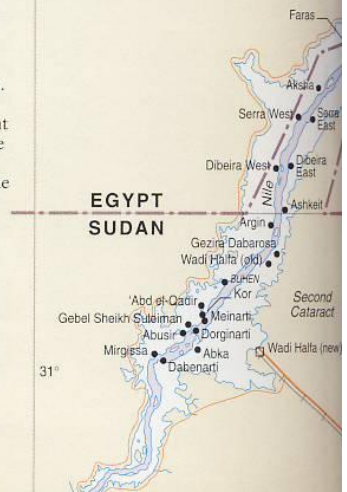 Faras
Aksha
Serra West
Serra
East
Dibeira West
Dibeira
East
Nile
EGYPT
Ashkeit
SUDAN
Argin
Gezira Dabarosa
Wadi Halfa (old)
BUHEN
Kor
'Abd el-Qadir
Second
Cataract
Gebel Sheikh Suleiman
Meinarti
Abusir
Dorginarti
Mirgissa
Abka
Wadi Halfa (new)
Dabenarti
31°